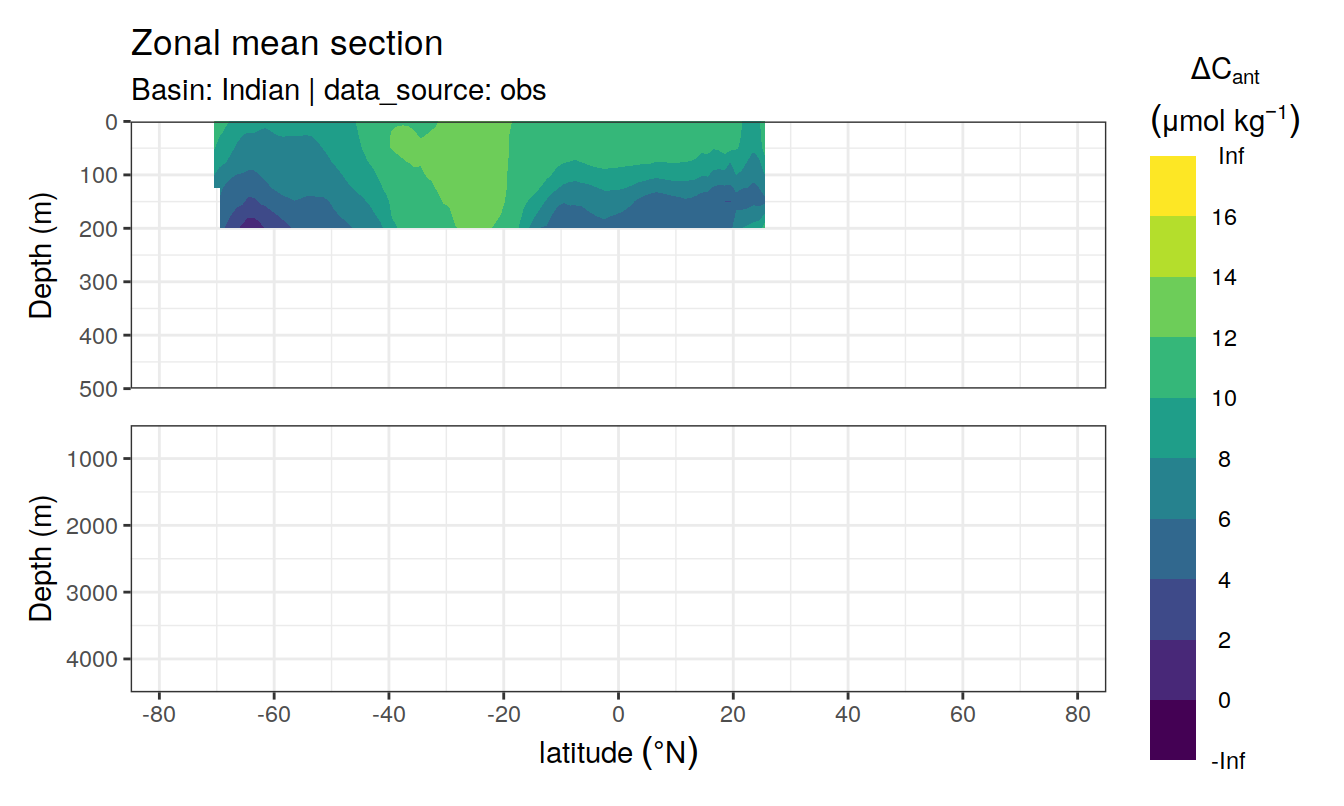 Zonal mean section
Basin: Indian | data_source: obs
Depth (m)
0
100
200
300
400
500
Depth (m)
1000
2000
3000
4000
-80 -60 -40 -20 0 20 40 60 80
latitude (°N)
ΔCant
(μmol kg⁻¹)
Inf
16
14
12
10
8
6
4
2
0
-Inf